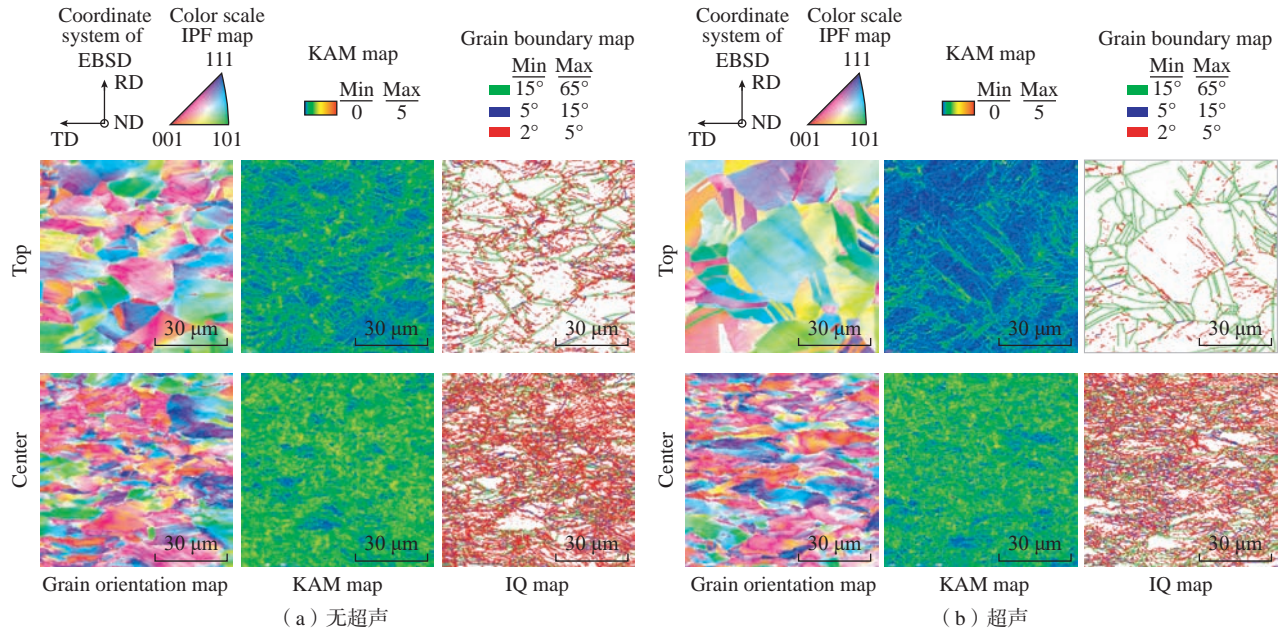 Coordinate
system of
EBSD
RD
TD
ND
Color scale
IPF map
111
001
101
KAM map
Min Max
0 5
Grain boundary map
Min Max
15° 65°
5° 15°
2° 5°
Top
30 μm
30 μm
30 μm
Center
30 μm
30 μm
30 μm
Grain orientation map
KAM map
IQ map
（a）无超声
Coordinate
system of
EBSD
RD
TD
ND
Color scale
IPF map
111
001
101
KAM map
Min Max
0 5
Grain boundary map
Min Max
15° 65°
5° 15°
2° 5°
Top
30 μm
30 μm
30 μm
Center
30 μm
30 μm
30 μm
Grain orientation map
KAM map
IQ map
（b）超声